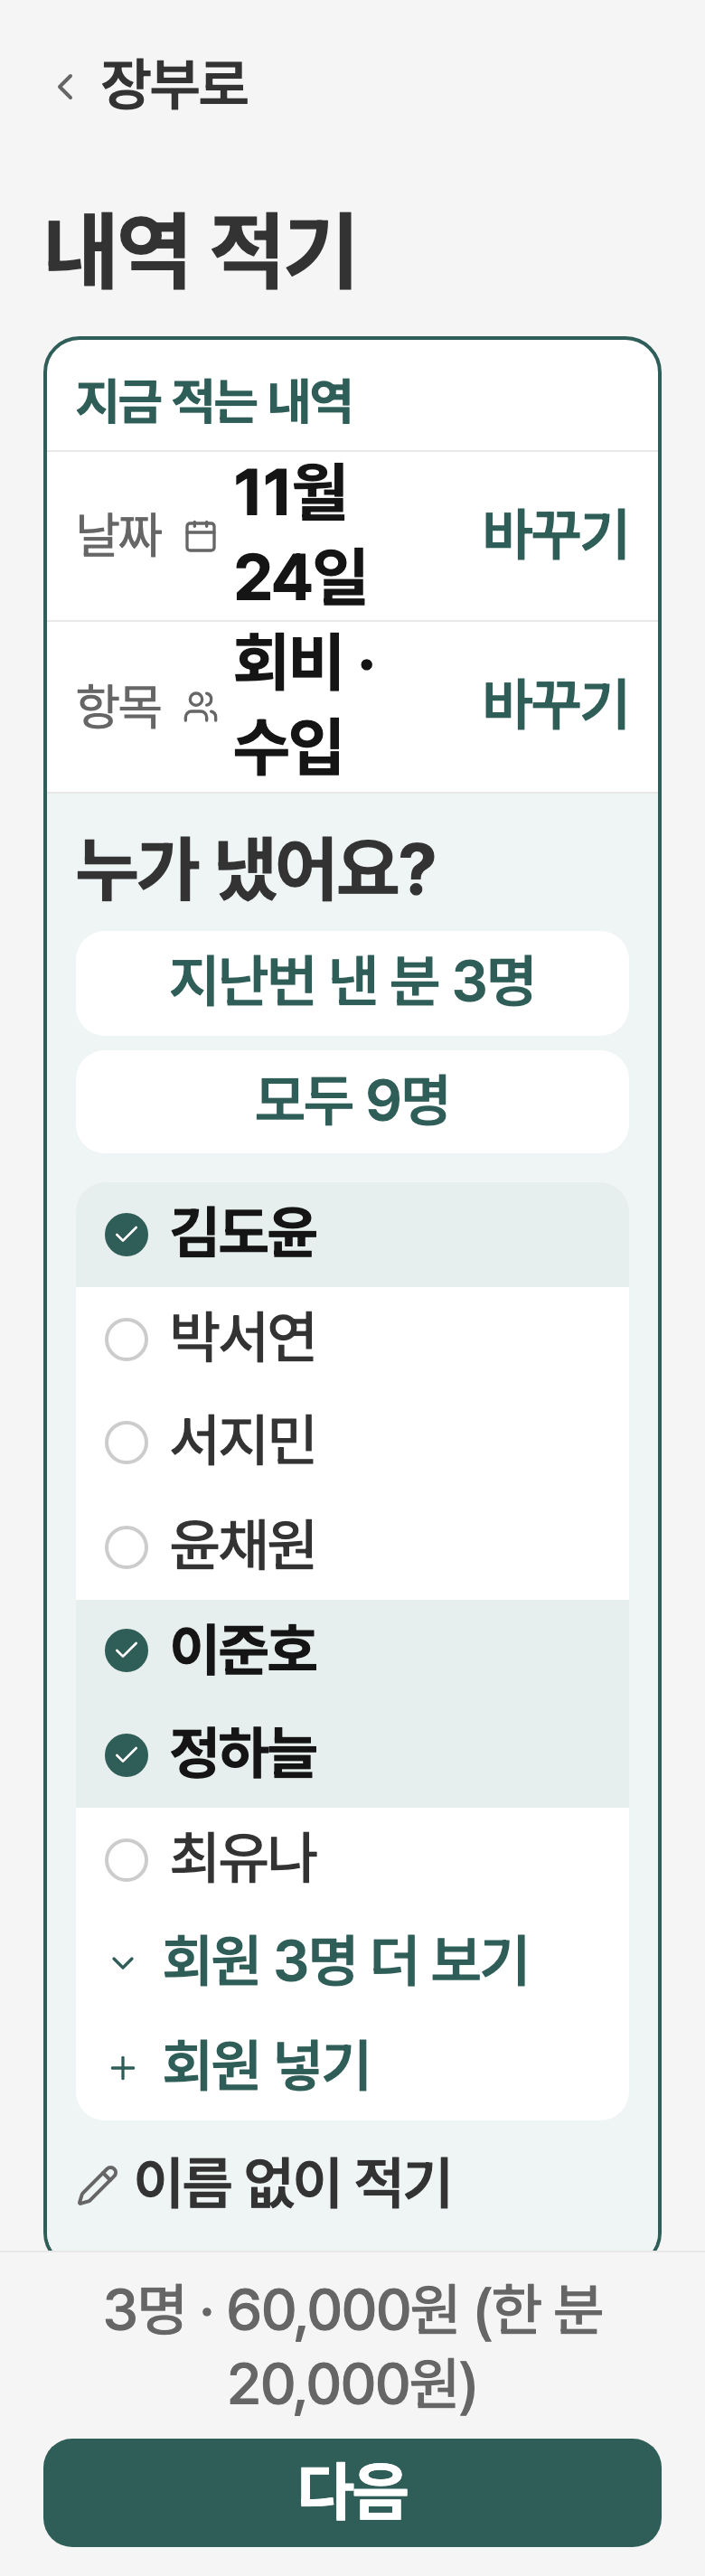 장부로
내역 적기
지금 적는 내역
날짜 11월 24일 바꾸기
항목 회비 · 수입 바꾸기
누가 냈어요?
지난번 낸 분 3명
모두 9명
김도윤
박서연
서지민
윤채원
이준호
정하늘
최유나
회원 3명 더 보기
회원 넣기
이름 없이 적기
3명 · 60,000원 (한 분
20,000원)
다음